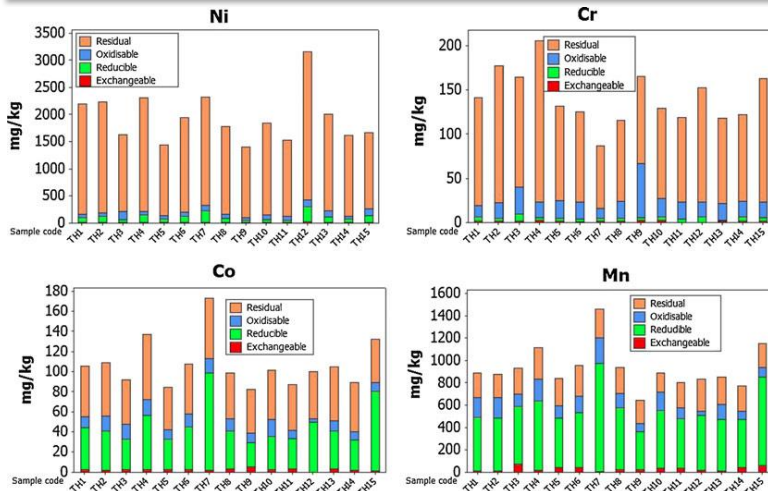 Ni
mg/kg
3500
3000
2500
2000
1500
1000
500
0
Residual
Oxidisable
Reducible
Exchangeable
Sample code
TH1 TH2 TH3 TH4 TH5 TH6 TH7 TH8 TH9 TH10 TH11 TH12 TH13 TH14 TH15
Cr
mg/kg
200
150
100
50
0
Residual
Oxidisable
Reducible
Exchangeable
Sample code
TH1 TH2 TH3 TH4 TH5 TH6 TH7 TH8 TH9 TH10 TH11 TH12 TH13 TH14 TH15
Co
mg/kg
180
160
140
120
100
80
60
40
20
0
Residual
Oxidisable
Reducible
Exchangeable
Sample code
TH1 TH2 TH3 TH4 TH5 TH6 TH7 TH8 TH9 TH10 TH11 TH12 TH13 TH14 TH15
Mn
mg/kg
1600
1400
1200
1000
800
600
400
200
0
Residual
Oxidisable
Redudible
Exchangeable
Sample code
TH1 TH2 TH3 TH4 TH5 TH6 TH7 TH8 TH9 TH10 TH11 TH12 TH13 TH14 TH15